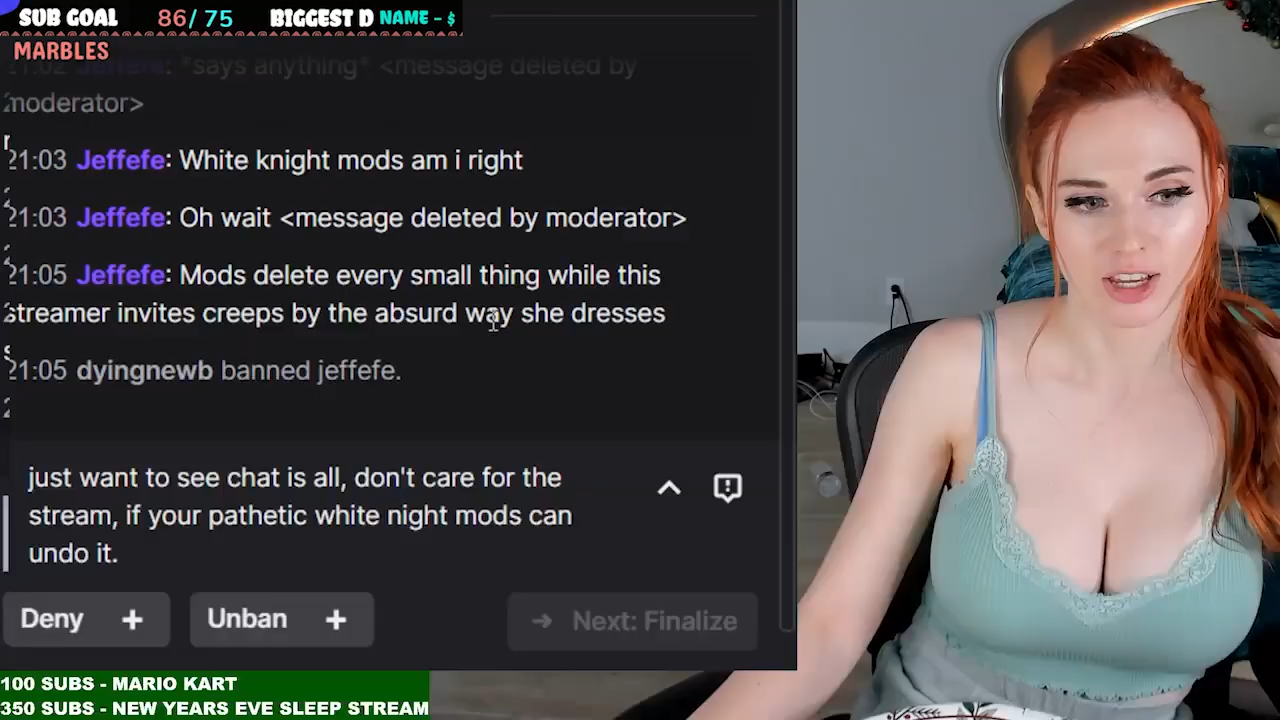 SUB GOAL 86/ 75 BIGGEST D NAME - $
MARBLES
21:02 Jeffefe: *says anything* <message deleted by
moderator>
21:03 Jeffefe: White knight mods am i right
21:03 Jeffefe: Oh wait <message deleted by moderator>
21:05 Jeffefe: Mods delete every small thing while this
streamer invites creeps by the absurd way she dresses
21:05 dyingnewb banned jeffefe.
just want to see chat is all, don't care for the
stream, if your pathetic white night mods can
undo it.
Deny + Unban + → Next: Finalize
100 SUBS - MARIO KART
350 SUBS - NEW YEARS EVE SLEEP STREAM